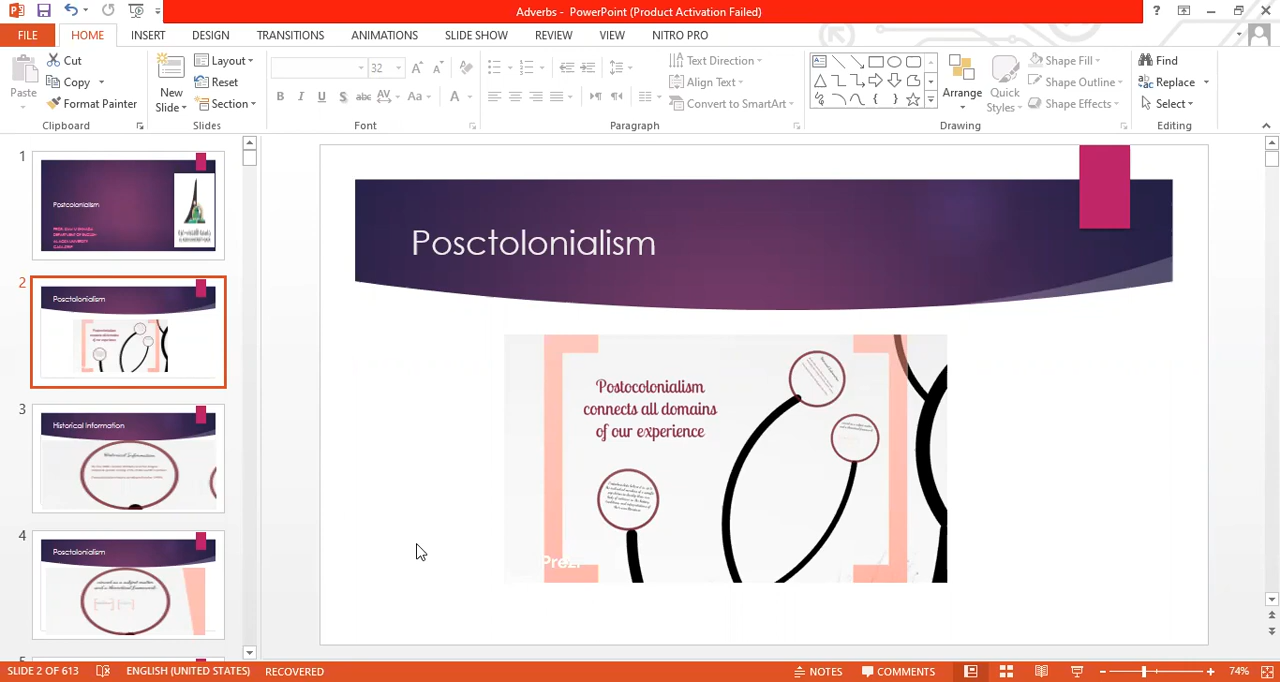 Adverbs - PowerPoint (Product Activation Failed)
FILE HOME INSERT DESIGN TRANSITIONS ANIMATIONS SLIDE SHOW REVIEW VIEW NITRO PRO
Paste
Cut
Copy
Format Painter
Clipboard
New
Slide
Layout
Reset
Section
Slides
32
Font
Text Direction
Align Text
Convert to SmartArt
Paragraph
Arrange
Quick
Styles
Shape Fill
Shape Outline
Shape Effects
Drawing
Find
Replace
Select
Editing
1
Postcolonialism
2
Posctolonialism
3
Historical Information
4
Posctolonialism
Posctolonialism
Postocolonialism
connects all domains
of our experience
Prezi
SLIDE 2 OF 613 ENGLISH (UNITED STATES) RECOVERED NOTES COMMENTS 74%